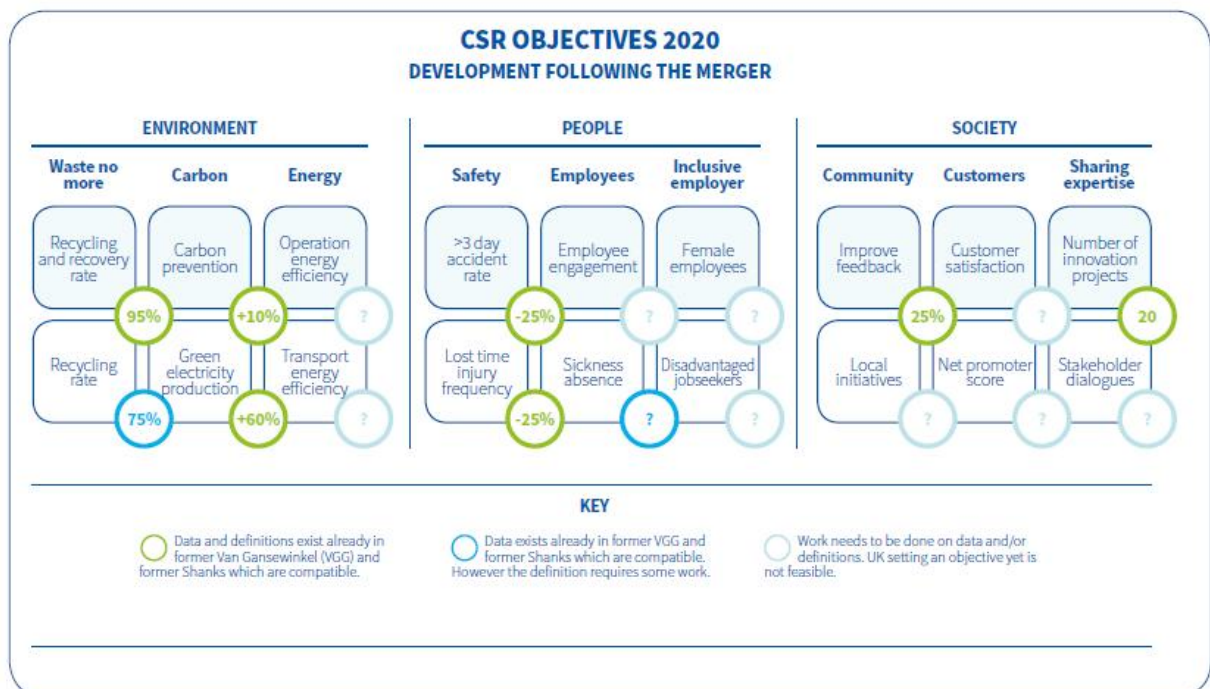 CSR OBJECTIVES 2020
DEVELOPMENT FOLLOWING THE MERGER
ENVIRONMENT
Waste no
more
Carbon
Energy
Recycling
and recovery
rate
95%
Carbon
prevention
+10%
Operation
energy
efficiency
?
Recycling
rate
75%
Green
electricity
production
+60%
Transport
energy
efficiency
?
PEOPLE
Safety
Employees
Inclusive
employer
>3 day
accident
rate
-25%
Employee
engagement
?
Female
employees
?
Lost time
injury
frequency
-25%
Sickness
absence
?
Disadvantaged
jobseekers
?
SOCIETY
Community
Customers
Sharing
expertise
Improve
feedback
25%
Customer
satisfaction
?
Number of
innovation
projects
20
Local
initiatives
?
Net promoter
score
?
Stakeholder
dialogues
?
KEY
Data and definitions exist already in
former Van Gansewinkel (VGG) and
former Shanks which are compatible.
Data exists already in former VGG and
former Shanks which are compatible.
However the definition requires some work.
Work needs to be done on data and/or
definitions. UK setting an objective yet is
not feasible.